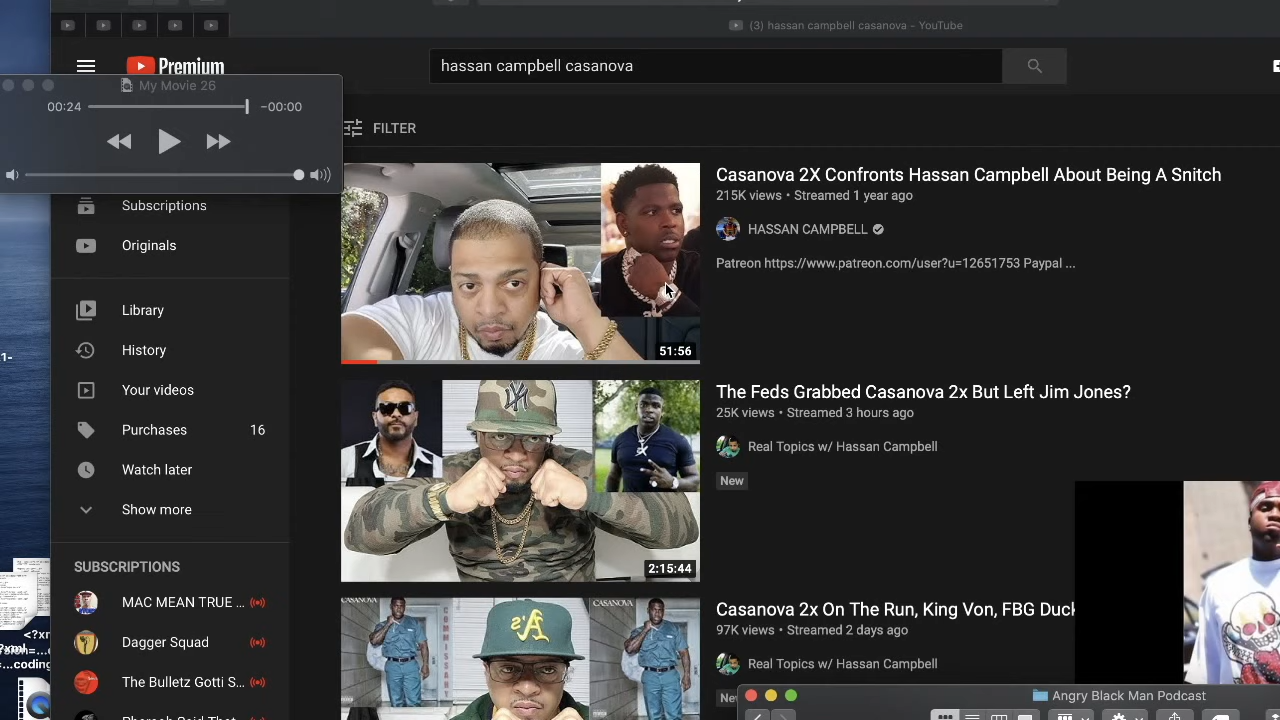 (3) hassan campbell casanova - YouTube
Premium
hassan campbell casanova
My Movie 26
00:24
-00:00
FILTER
Subscriptions
Originals
Library
History
Your videos
Purchases 16
Watch later
Show more
SUBSCRIPTIONS
MAC MEAN TRUE ...
Dagger Squad
The Bulletz Gotti S...
Casanova 2X Confronts Hassan Campbell About Being A Snitch
215K views • Streamed 1 year ago
HASSAN CAMPBELL
Patreon https://www.patreon.com/user?u=12651753 Paypal ...
51:56
The Feds Grabbed Casanova 2x But Left Jim Jones?
25K views • Streamed 3 hours ago
Real Topics w/ Hassan Campbell
New
2:15:44
Casanova 2x On The Run, King Von, FBG Duck
97K views • Streamed 2 days ago
Real Topics w/ Hassan Campbell
CASANOVA
COMMISSARY
Angry Black Man Podcast
1-
<?xml
...coding